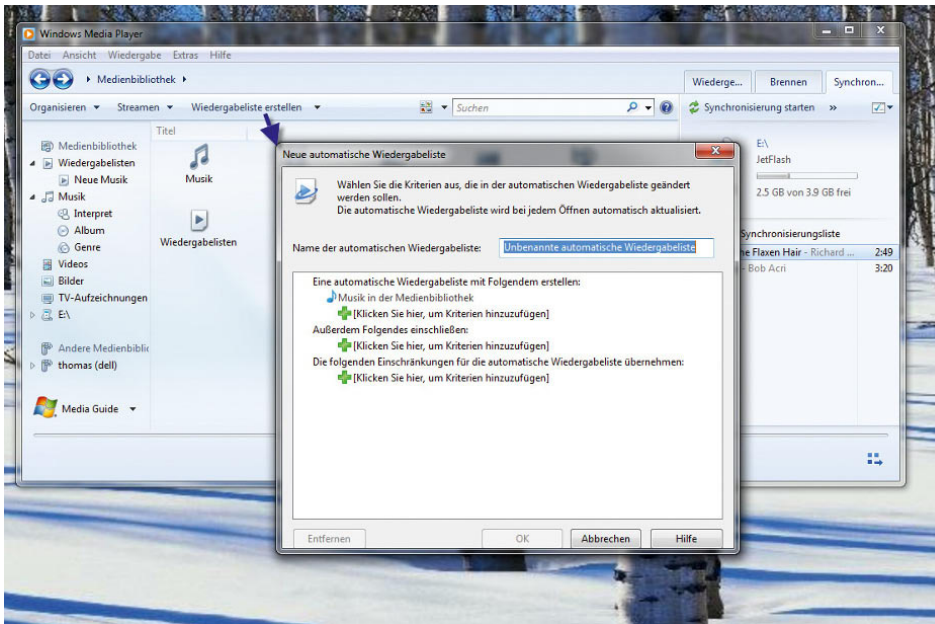 Windows Media Player
Datei Ansicht Wiedergabe Extras Hilfe
Medienbibliothek
Wiederge... Brennen Synchron...
Organisieren Streamen Wiedergabeliste erstellen Suchen Synchronisierung starten »
Titel
Medienbibliothek
Wiedergabelisten
Neue Musik
Musik
Interpret
Album
Genre
Videos
Bilder
TV-Aufzeichnungen
E:\
Andere Medienbiblio
thomas (dell)
Media Guide
Musik
Wiedergabelisten
E:\
JetFlash
2.5 GB von 3.9 GB frei
Synchronisierungsliste
ne Flaxen Hair - Richard ... 2:49
- Bob Acri 3:20
Neue automatische Wiedergabeliste
Wählen Sie die Kriterien aus, die in der automatischen Wiedergabeliste geändert
werden sollen.
Die automatische Wiedergabeliste wird bei jedem Öffnen automatisch aktualisiert.
Name der automatischen Wiedergabeliste: Unbenannte automatische Wiedergabeliste
Eine automatische Wiedergabeliste mit Folgendem erstellen:
Musik in der Medienbibliothek
[Klicken Sie hier, um Kriterien hinzuzufügen]
Außerdem Folgendes einschließen:
[Klicken Sie hier, um Kriterien hinzuzufügen]
Die folgenden Einschränkungen für die automatische Wiedergabeliste übernehmen:
[Klicken Sie hier, um Kriterien hinzuzufügen]
Entfernen OK Abbrechen Hilfe